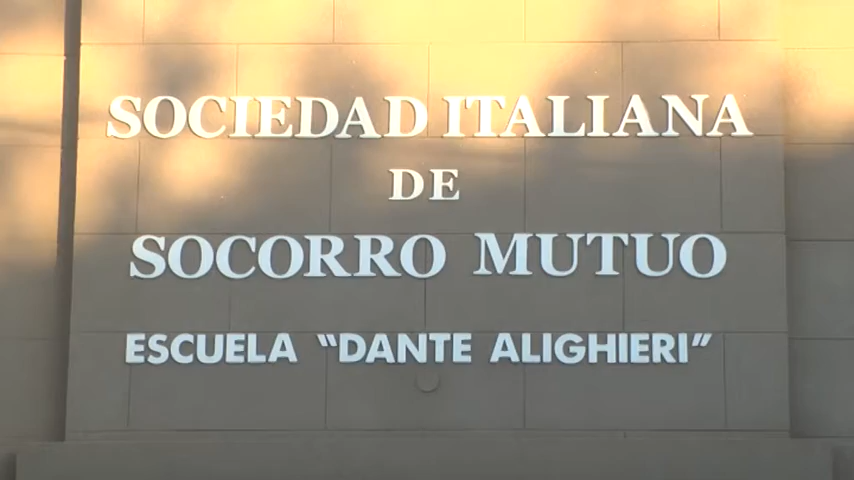 SOCIEDAD ITALIANA
DE
SOCORRO MUTUO
ESCUELA "DANTE ALIGHIERI"